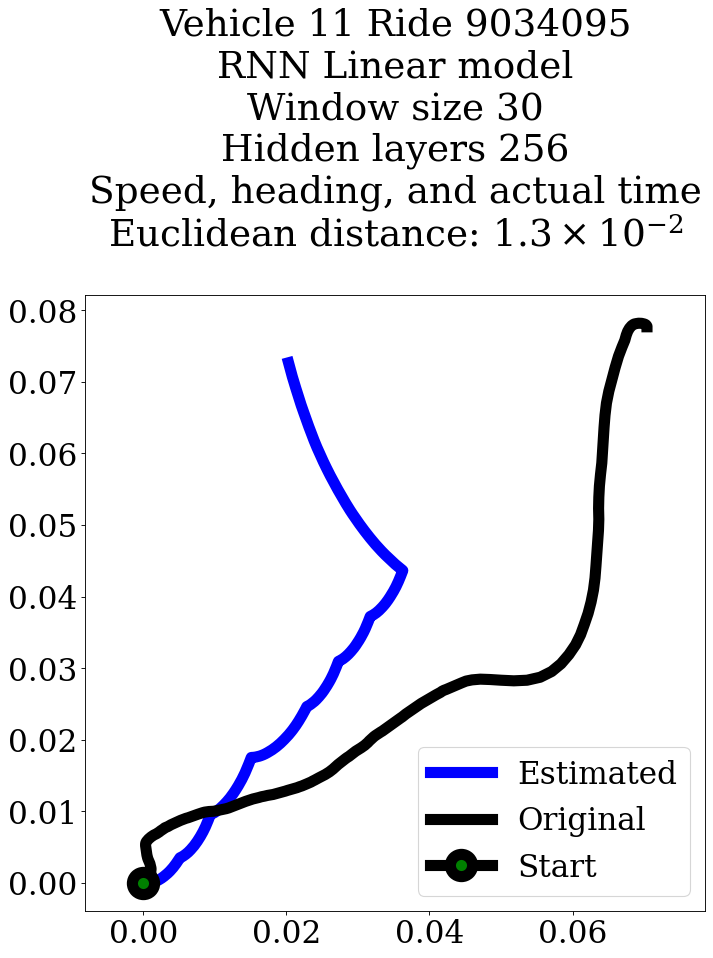 Vehicle 11 Ride 9034095
RNN Linear model
Window size 30
Hidden layers 256
Speed, heading, and actual time
Euclidean distance: 1.3 × 10⁻²
0.08
0.07
0.06
0.05
0.04
0.03
0.02
0.01
0.00
Estimated
Original
Start
0.00 0.02 0.04 0.06